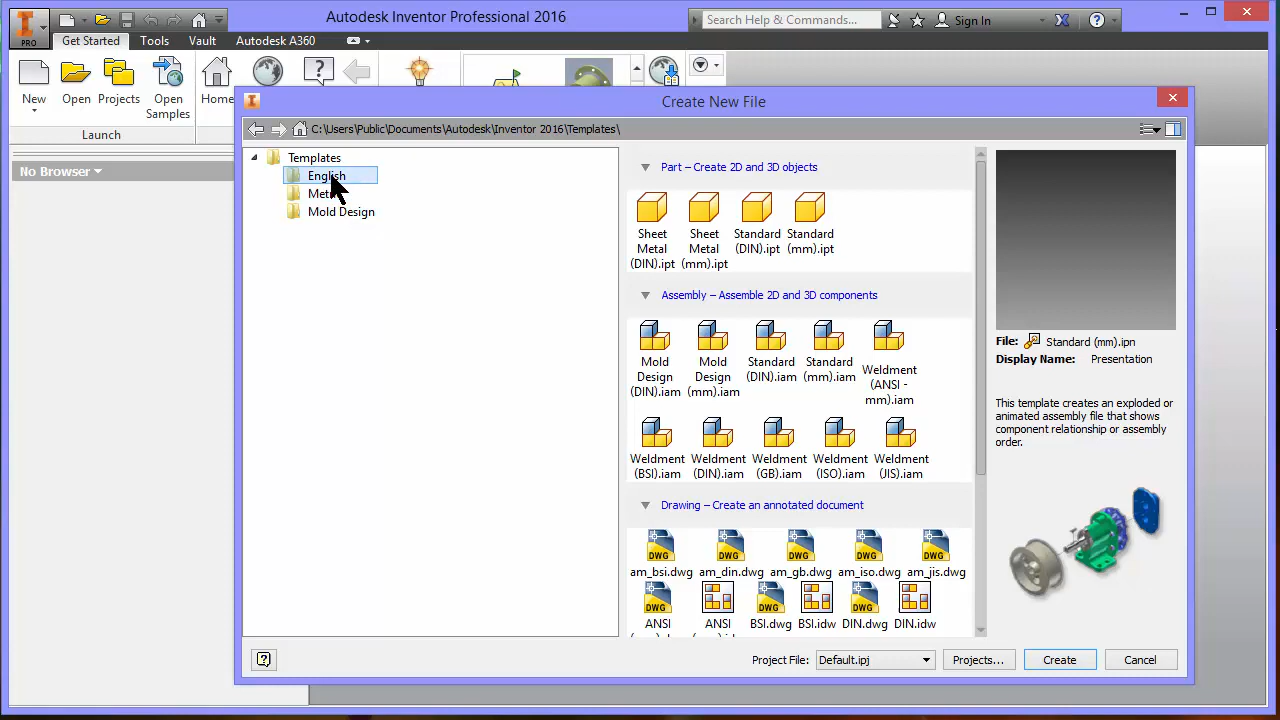 Autodesk Inventor Professional 2016
Search Help & Commands...
Sign In
PRO
Get Started
Tools
Vault
Autodesk A360
New
Open
Projects
Open Samples
Home
Launch
No Browser
Create New File
C:\Users\Public\Documents\Autodesk\Inventor 2016\Templates\
Templates
English
Mold Design
Part – Create 2D and 3D objects
Sheet Metal (DIN).ipt
Sheet Metal (mm).ipt
Standard (DIN).ipt
Standard (mm).ipt
Assembly – Assemble 2D and 3D components
Mold Design (DIN).iam
Mold Design (mm).iam
Standard (DIN).iam
Standard (mm).iam
Weldment (ANSI - mm).iam
Weldment (BSI).iam
Weldment (DIN).iam
Weldment (GB).iam
Weldment (ISO).iam
Weldment (JIS).iam
Drawing – Create an annotated document
DWG
DWG
DWG
DWG
DWG
am_bsi.dwg
am_din.dwg
am_gb.dwg
am_iso.dwg
am_jis.dwg
DWG
DWG
DWG
ANSI
ANSI
BSI.dwg
BSI.idw
DIN.dwg
DIN.idw
File: Standard (mm).ipn
Display Name: Presentation
This template creates an exploded or
animated assembly file that shows
component relationship or assembly
order.
Project File:
Default.ipj
Projects...
Create
Cancel